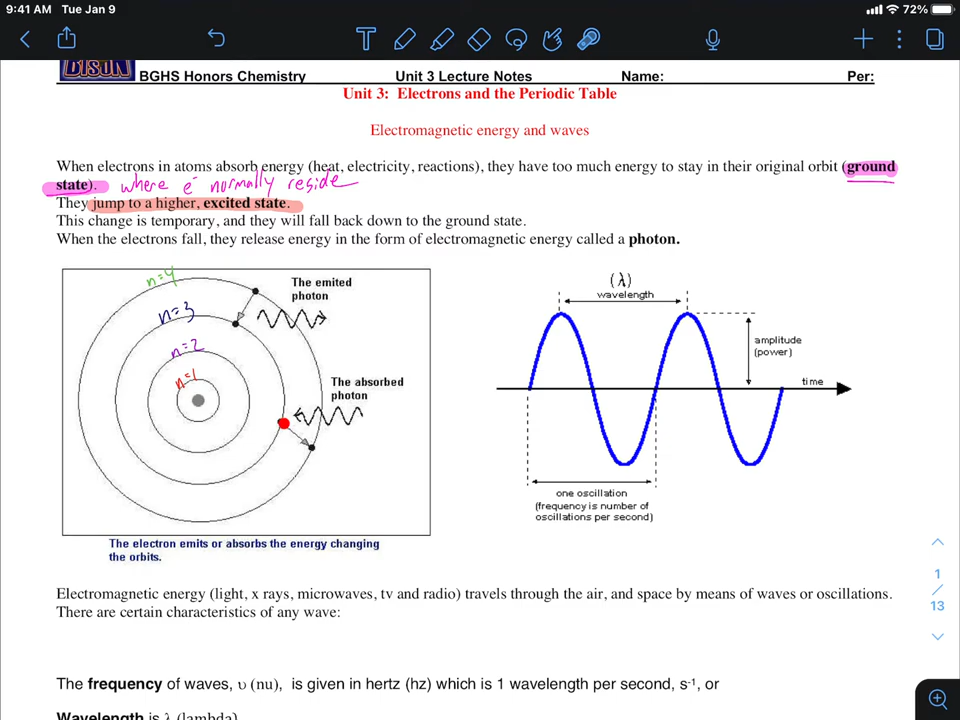 9:41 AM Tue Jan 9
72%
BISON
BGHS Honors Chemistry Unit 3 Lecture Notes Name: Per:
Unit 3: Electrons and the Periodic Table
Electromagnetic energy and waves
When electrons in atoms absorb energy (heat, electricity, reactions), they have too much energy to stay in their original orbit (ground
state). where e⁻ normally reside
They jump to a higher, excited state.
This change is temporary, and they will fall back down to the ground state.
When the electrons fall, they release energy in the form of electromagnetic energy called a photon.
n=4
n=3
n=2
n=1
The emited
photon
The absorbed
photon
The electron emits or absorbs the energy changing
the orbits.
(λ)
wavelength
amplitude
(power)
time
one oscillation
(frequency is number of
oscillations per second)
Electromagnetic energy (light, x rays, microwaves, tv and radio) travels through the air, and space by means of waves or oscillations.
There are certain characteristics of any wave:
The frequency of waves, υ (nu), is given in hertz (hz) which is 1 wavelength per second, s⁻¹, or
Wavelength is λ (lambda)
1
/
13